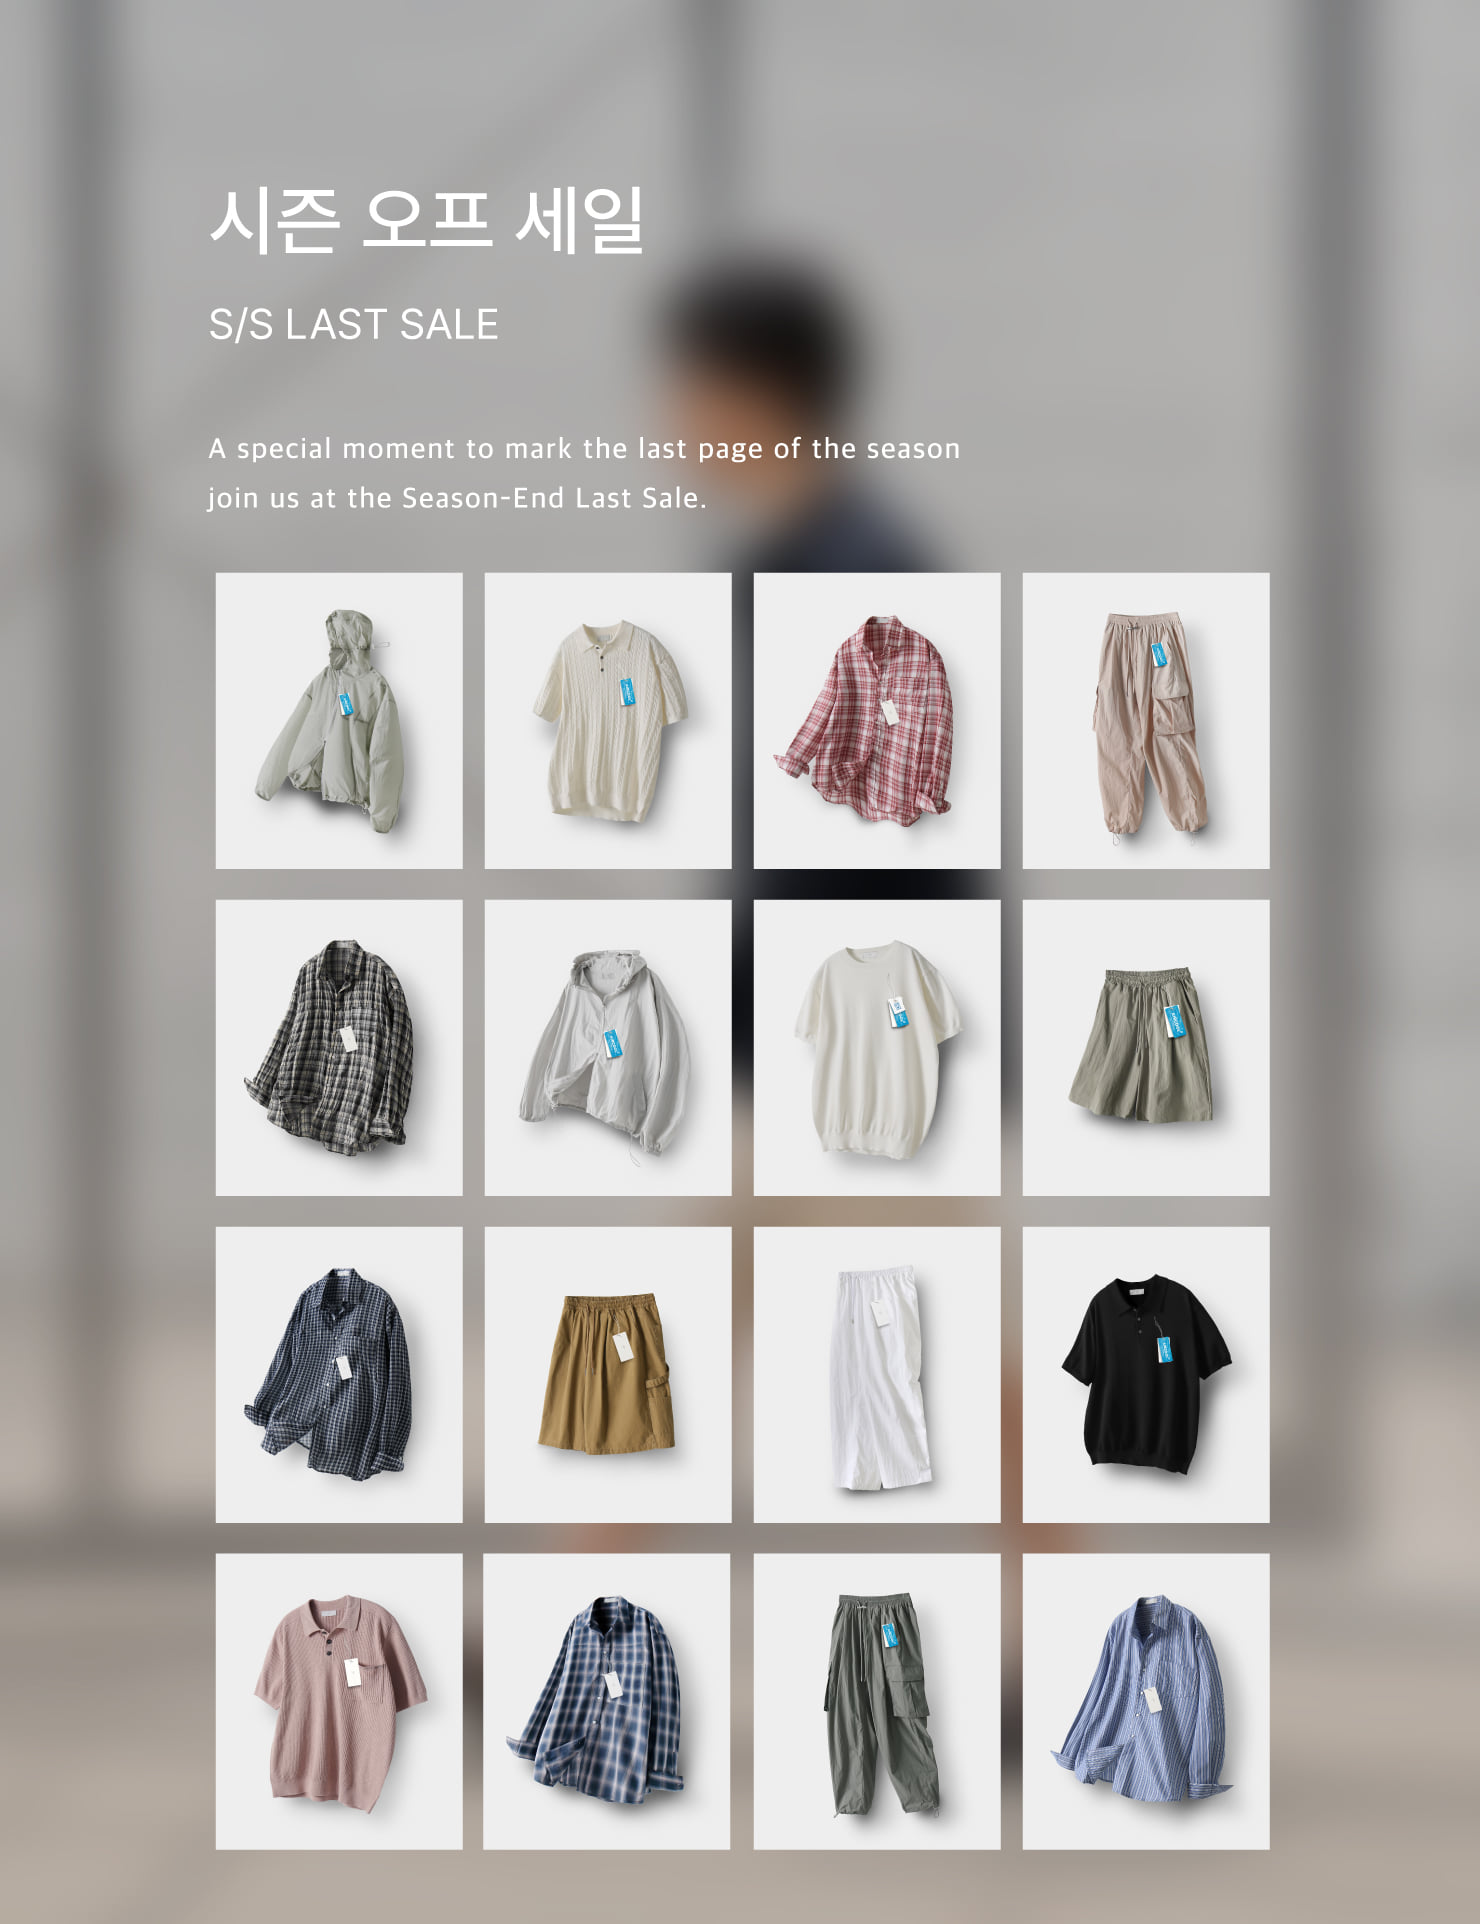 시즌 오프 세일
S/S LAST SALE
A special moment to mark the last page of the season
join us at the Season-End Last Sale.